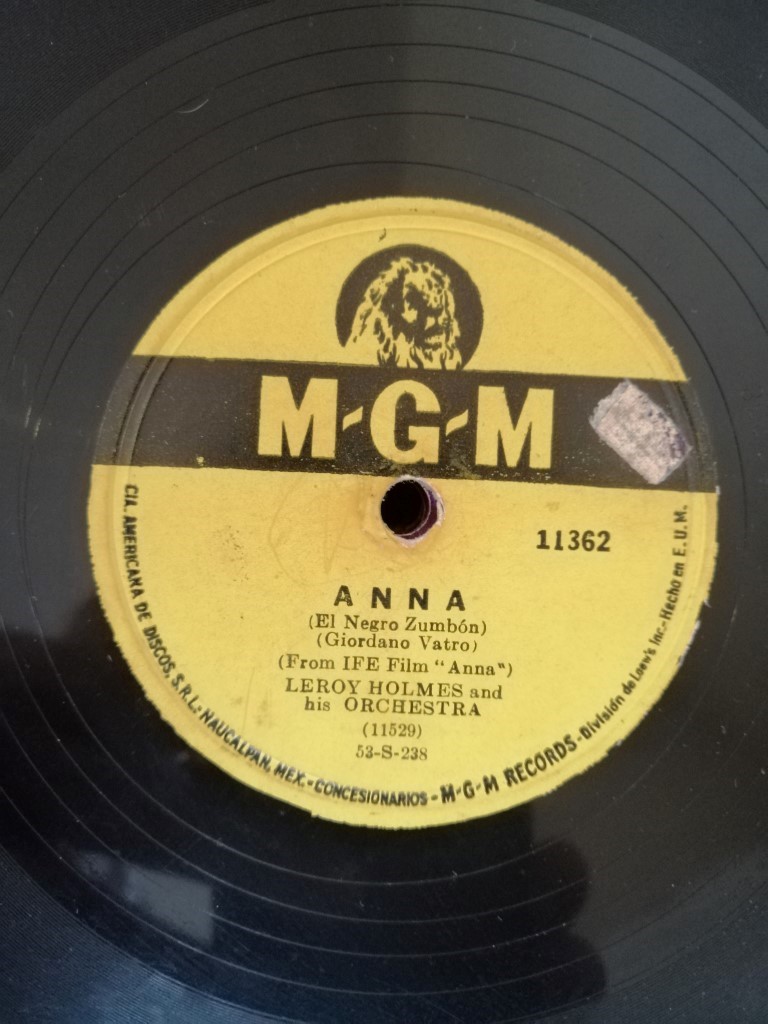 M-G-M
11362
ANNA
(El Negro Zumbón)
(Giordano Vatro)
(From IFE Film "Anna")
LEROY HOLMES and
his ORCHESTRA
(11529)
53-S-238
CIA. AMERICANA DE DISCOS, S.R.L.-NAUCALPAN, MEX.-CONCESIONARIOS-M-G-M RECORDS-División de Loew's Inc.-Hecho en E.U.M.